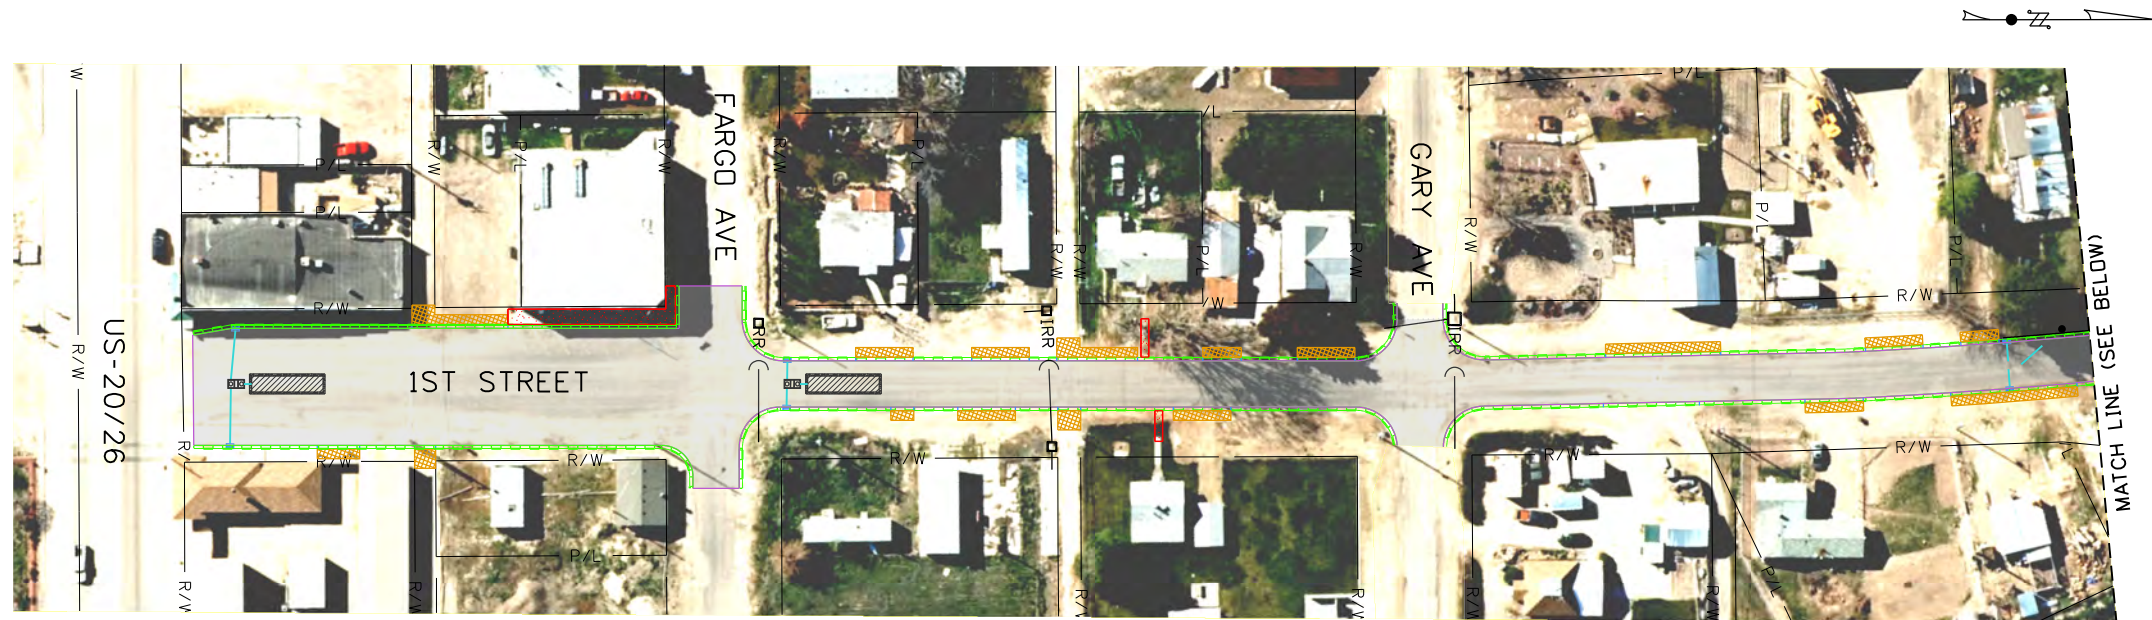 N
R/W
P/L
R/W
P/L
R/W
P/L
P/L
R/W
FARGO AVE
R/W
P/L
R/W
R/W
/L
P/L
/W
R/W
GARY AVE
R/W
P/L
P/L
R/W
P/L
IRR
IRR
IRR
US-20/26
1ST STREET
MATCH LINE (SEE BELOW)
R/W
R/W
R/W
R/W
R/W
R/W
R/W
P/L
R/W
R/W
R/W
R/W
P/L
R/W